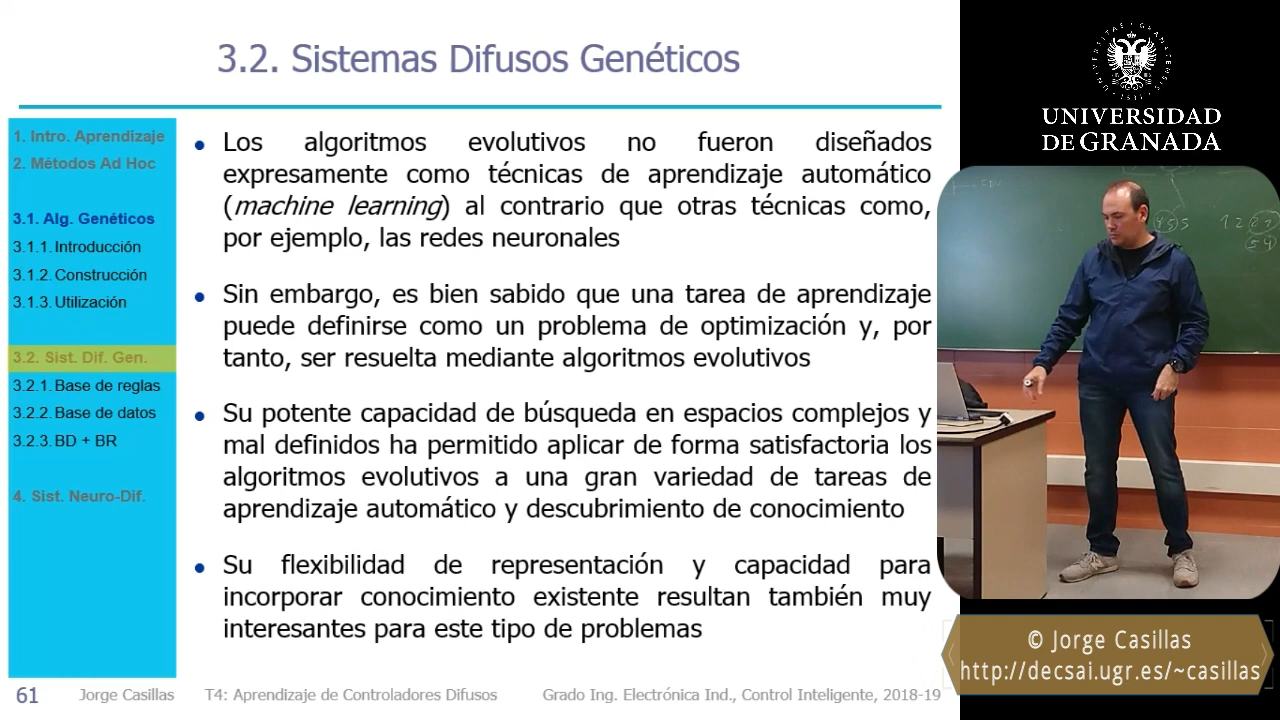 3.2. Sistemas Difusos Genéticos
1. Intro. Aprendizaje
2. Métodos Ad Hoc
3.1. Alg. Genéticos
3.1.1. Introducción
3.1.2. Construcción
3.1.3. Utilización
3.2. Sist. Dif. Gen.
3.2.1. Base de reglas
3.2.2. Base de datos
3.2.3. BD + BR
4. Sist. Neuro-Dif.
• Los algoritmos evolutivos no fueron diseñados
expresamente como técnicas de aprendizaje automático
(machine learning) al contrario que otras técnicas como,
por ejemplo, las redes neuronales
• Sin embargo, es bien sabido que una tarea de aprendizaje
puede definirse como un problema de optimización y, por
tanto, ser resuelta mediante algoritmos evolutivos
• Su potente capacidad de búsqueda en espacios complejos y
mal definidos ha permitido aplicar de forma satisfactoria los
algoritmos evolutivos a una gran variedad de tareas de
aprendizaje automático y descubrimiento de conocimiento
• Su flexibilidad de representación y capacidad para
incorporar conocimiento existente resultan también muy
interesantes para este tipo de problemas
61 Jorge Casillas T4: Aprendizaje de Controladores Difusos Grado Ing. Electrónica Ind., Control Inteligente, 2018-19
UNIVERSIDAD
DE GRANADA
© Jorge Casillas
http://decsai.ugr.es/~casillas